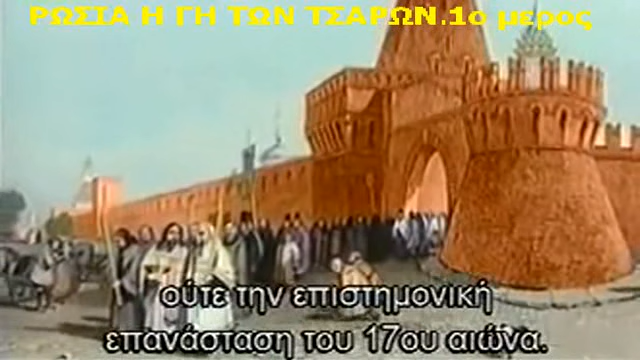 ΡΩΣΙΑ Η ΓΗ ΤΩΝ ΤΣΑΡΩΝ.1ο μερος
ούτε την επιστημονική
επανάσταση του 17ου αιώνα.